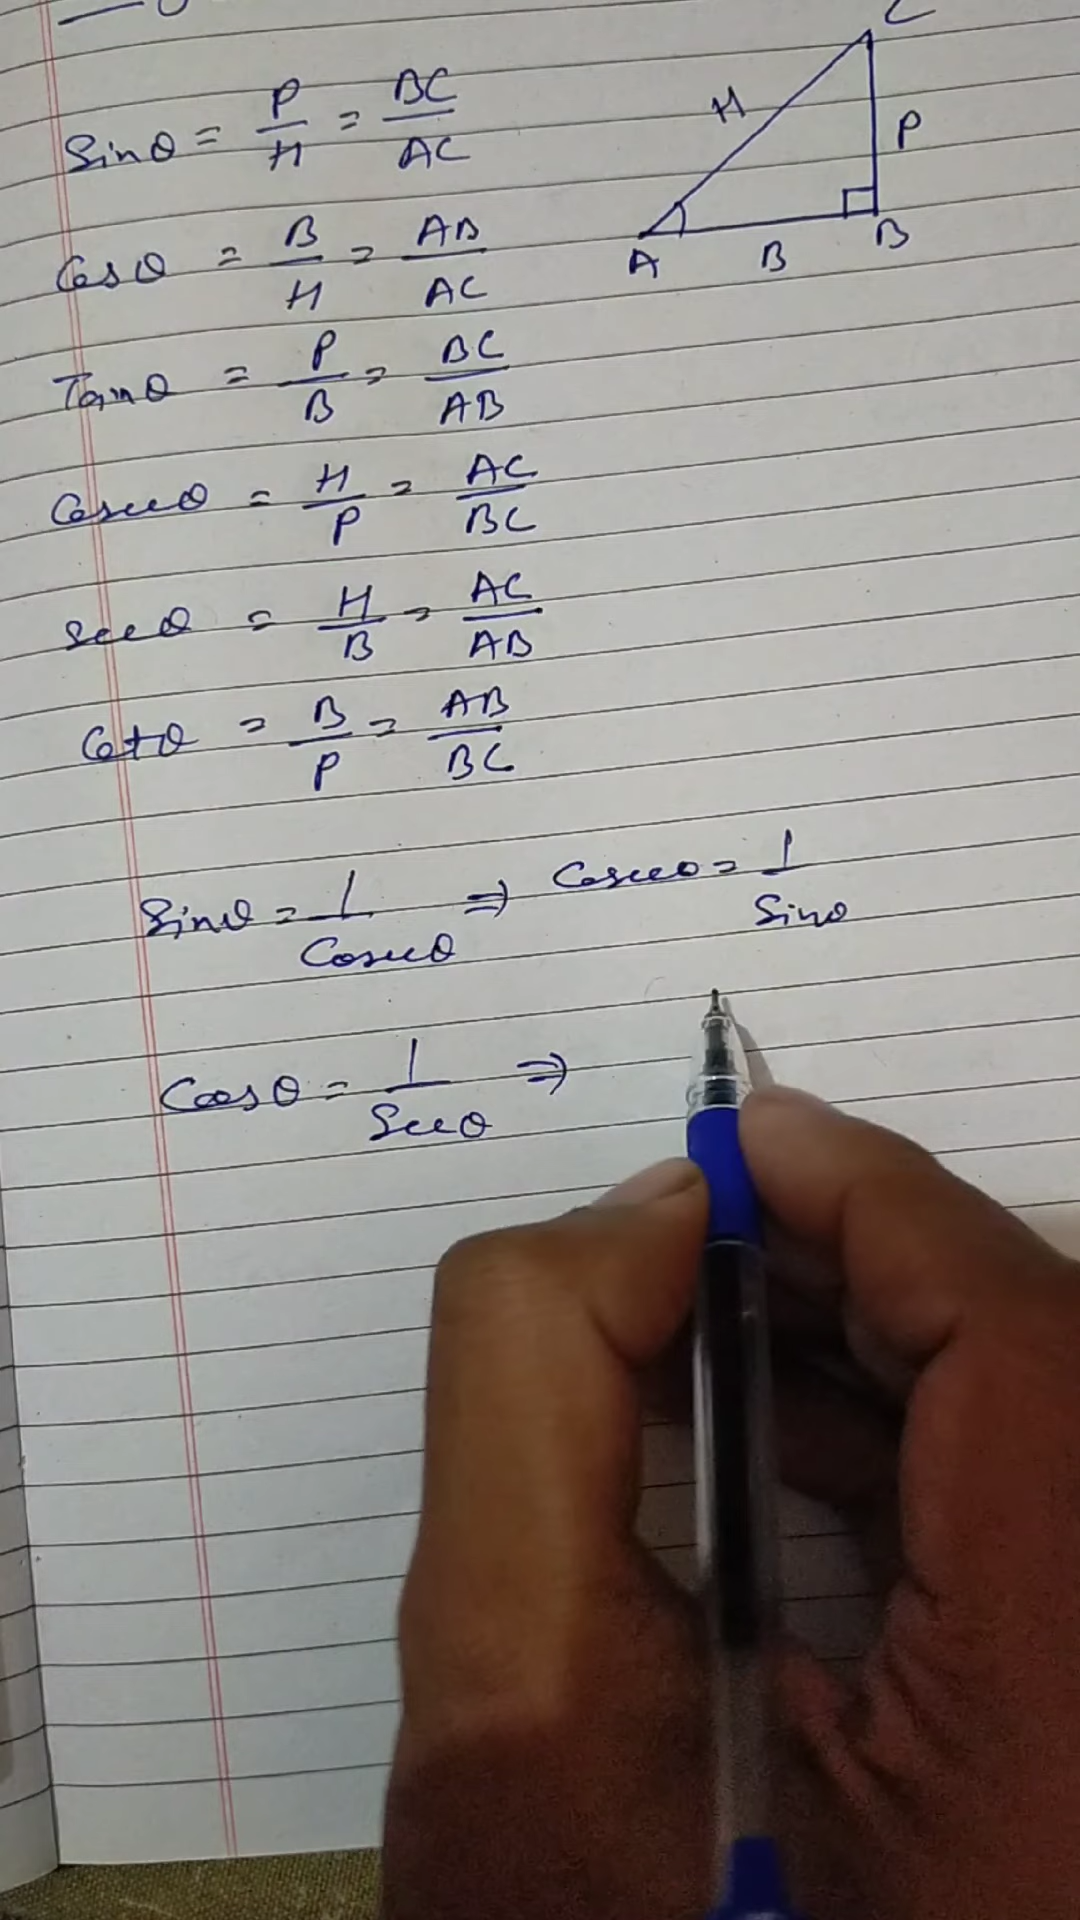 Sinθ = P/H = BC/AC
Cosθ = B/H = AB/AC
Tanθ = P/B = BC/AB
Cosecθ = H/P = AC/BC
Secθ = H/B = AC/AB
Cotθ = B/P = AB/BC
C
H
P
A
B
B
Sinθ = 1/Cosecθ ⇒ Cosecθ = 1/Sinθ
Cosθ = 1/Secθ ⇒